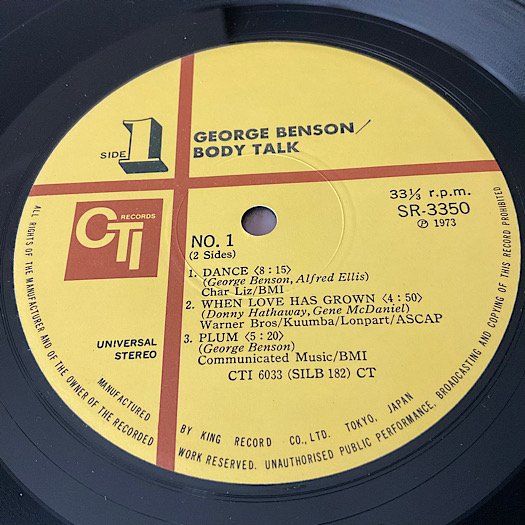 SIDE 1
GEORGE BENSON/
BODY TALK
33⅓ r.p.m.
SR-3350
Ⓟ 1973
CTI RECORDS
NO. 1
(2 Sides)
1. DANCE 〈8:15〉
(George Benson, Alfred Ellis)
Char Liz/BMI
2. WHEN LOVE HAS GROWN 〈4:50〉
(Donny Hathaway, Gene McDaniel)
Warner Bros/Kuumba/Lonpart/ASCAP
3. PLUM 〈5:20〉
(George Benson)
Communicated Music/BMI
CTI 6033 (SILB 182) CT
UNIVERSAL
STEREO
MANUFACTURED BY KING RECORD CO., LTD. TOKYO, JAPAN
ALL RIGHTS OF THE MANUFACTURER AND OF THE OWNER OF THE RECORDED WORK RESERVED. UNAUTHORISED PUBLIC PERFORMANCE, BROADCASTING AND COPYING OF THIS RECORD PROHIBITED